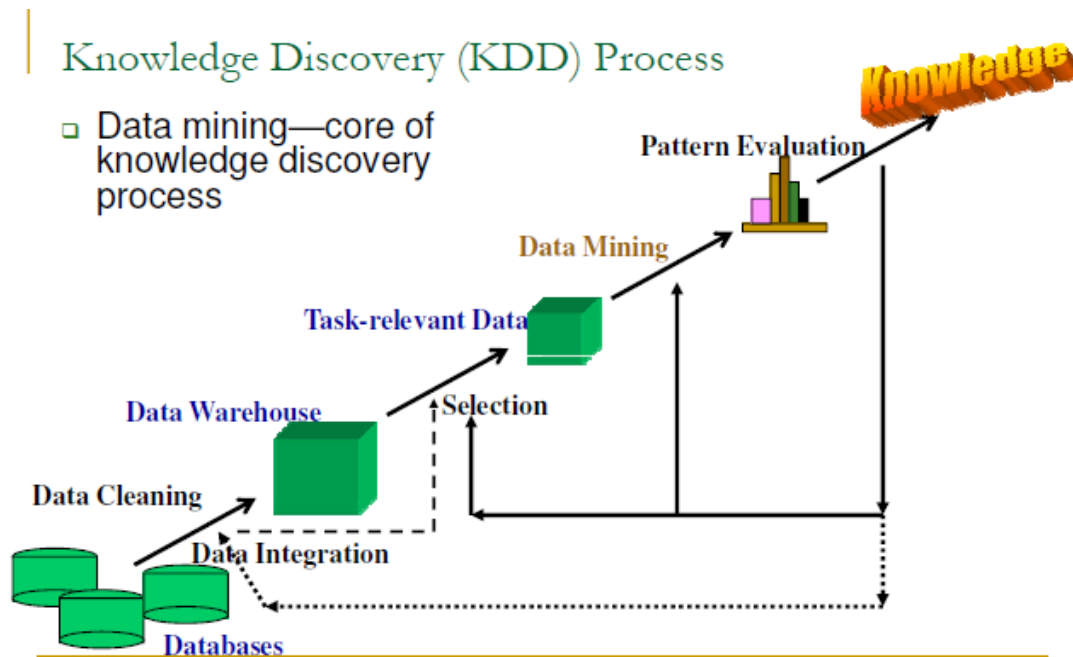 Knowledge Discovery (KDD) Process
Knowledge
Data mining—core of
knowledge discovery
process
Pattern Evaluation
Data Mining
Task-relevant Data
Data Warehouse
Selection
Data Cleaning
Data Integration
Databases